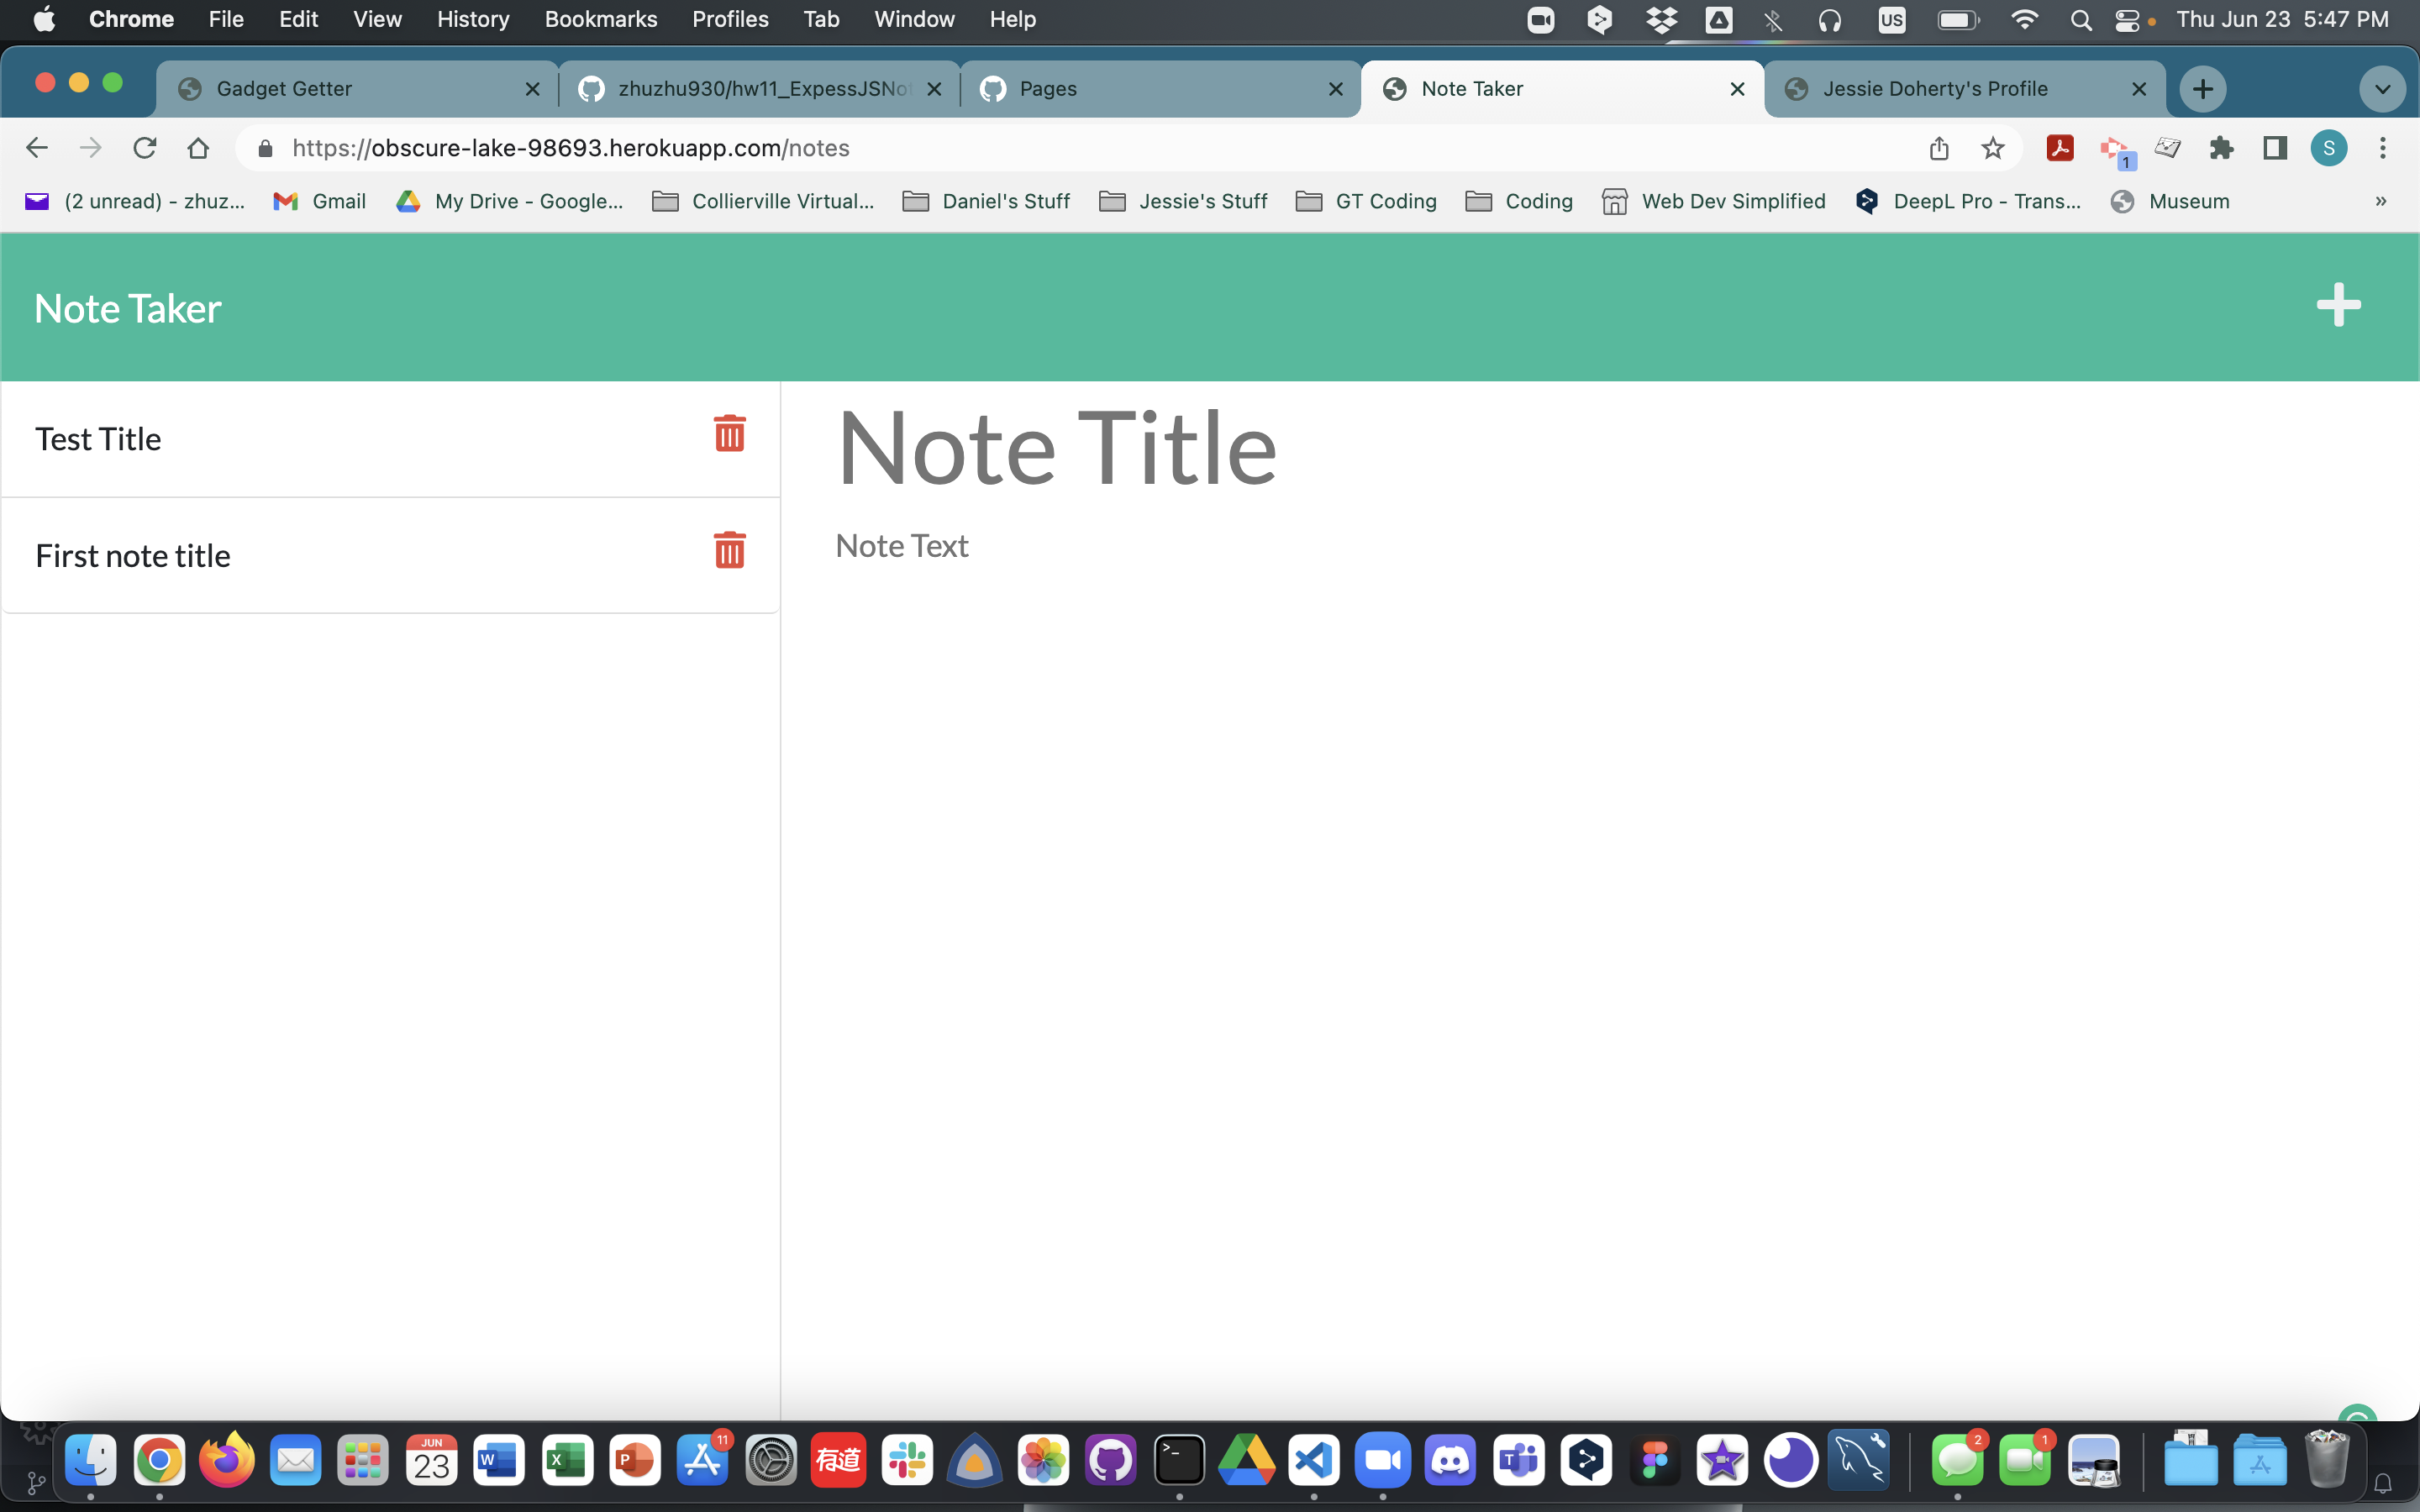 Chrome File Edit View History Bookmarks Profiles Tab Window Help US Thu Jun 23 5:47 PM
Gadget Getter zhuzhu930/hw11_ExpessJSNo Pages Note Taker Jessie Doherty's Profile
https://obscure-lake-98693.herokuapp.com/notes 1 S
(2 unread) - zhuz... Gmail My Drive - Google... Collierville Virtual... Daniel's Stuff Jessie's Stuff GT Coding Coding Web Dev Simplified DeepL Pro - Trans... Museum »
Note Taker
Test Title
First note title
Note Title
Note Text
JUN 23 W X P 11 有道 >_ T 2 1